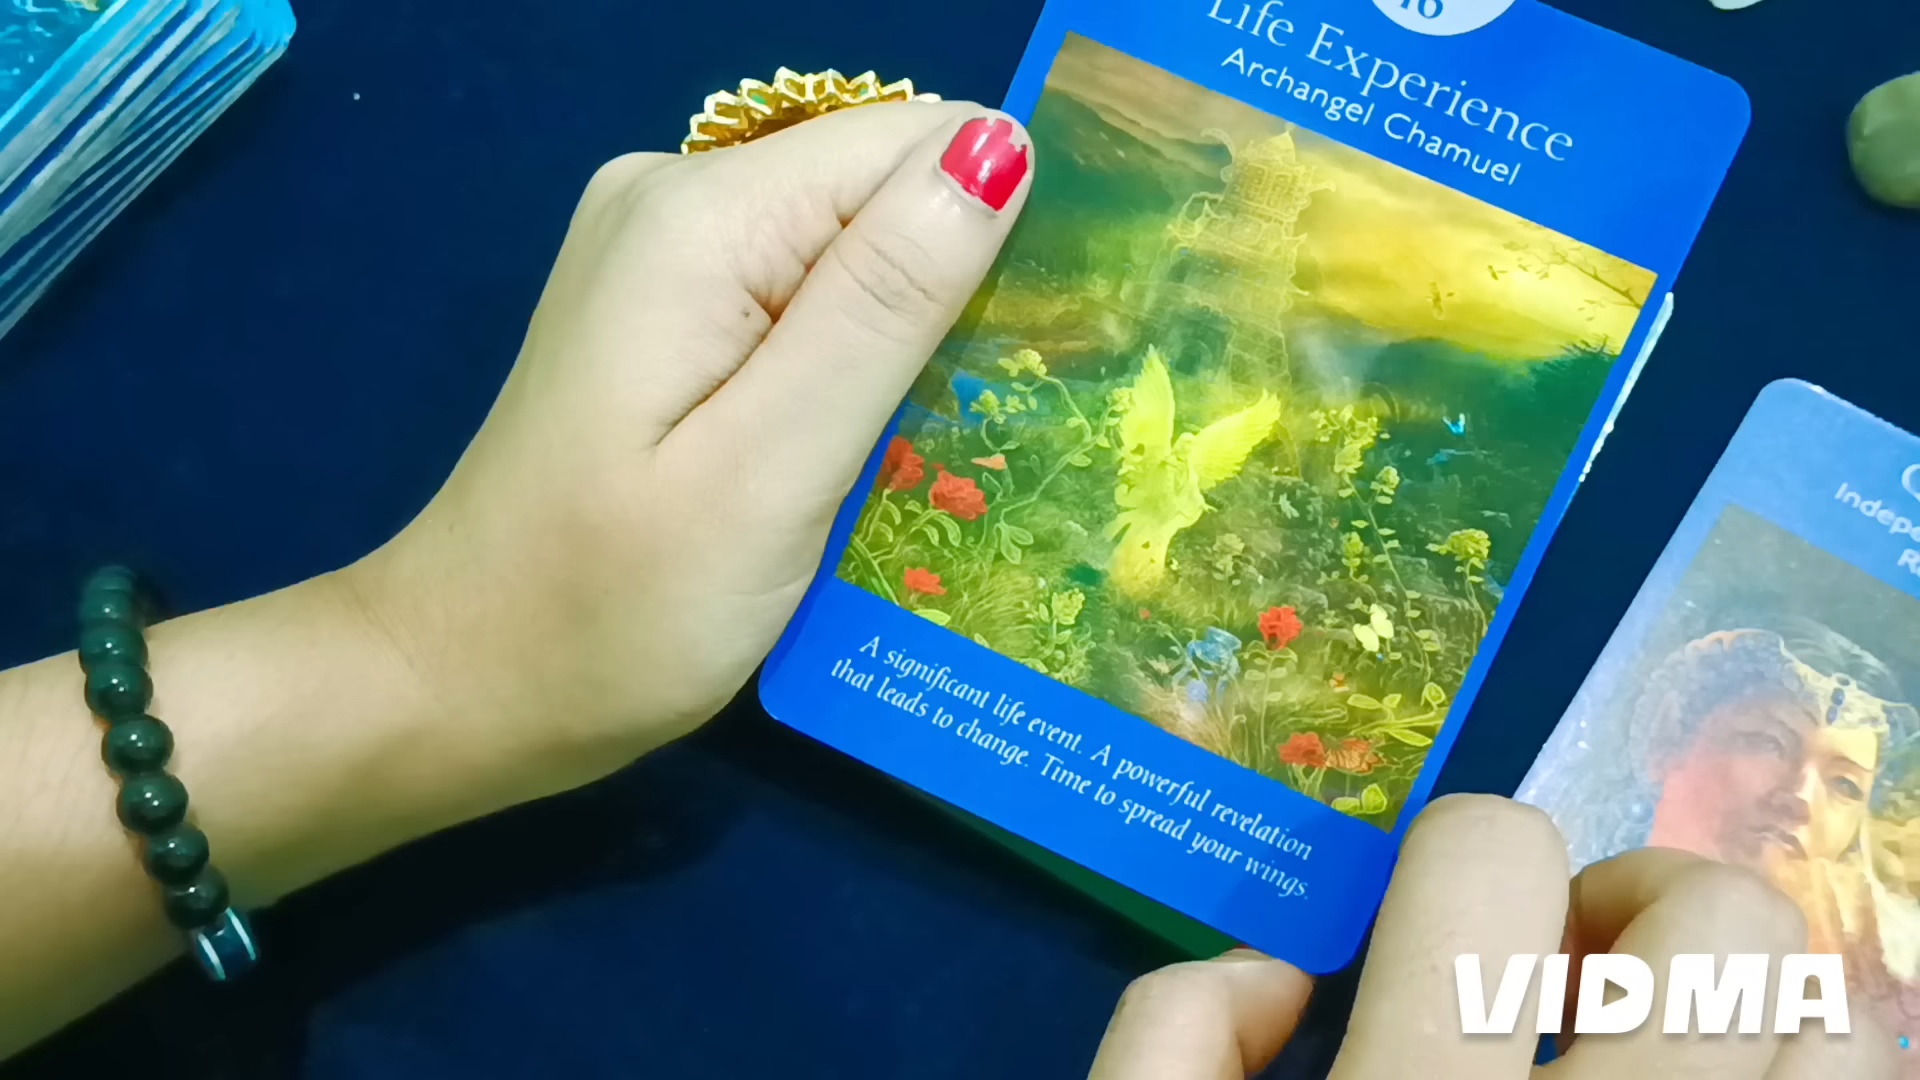 16
Life Experience
Archangel Chamuel
A significant life event. A powerful revelation
that leads to change. Time to spread your wings.
VIDMA